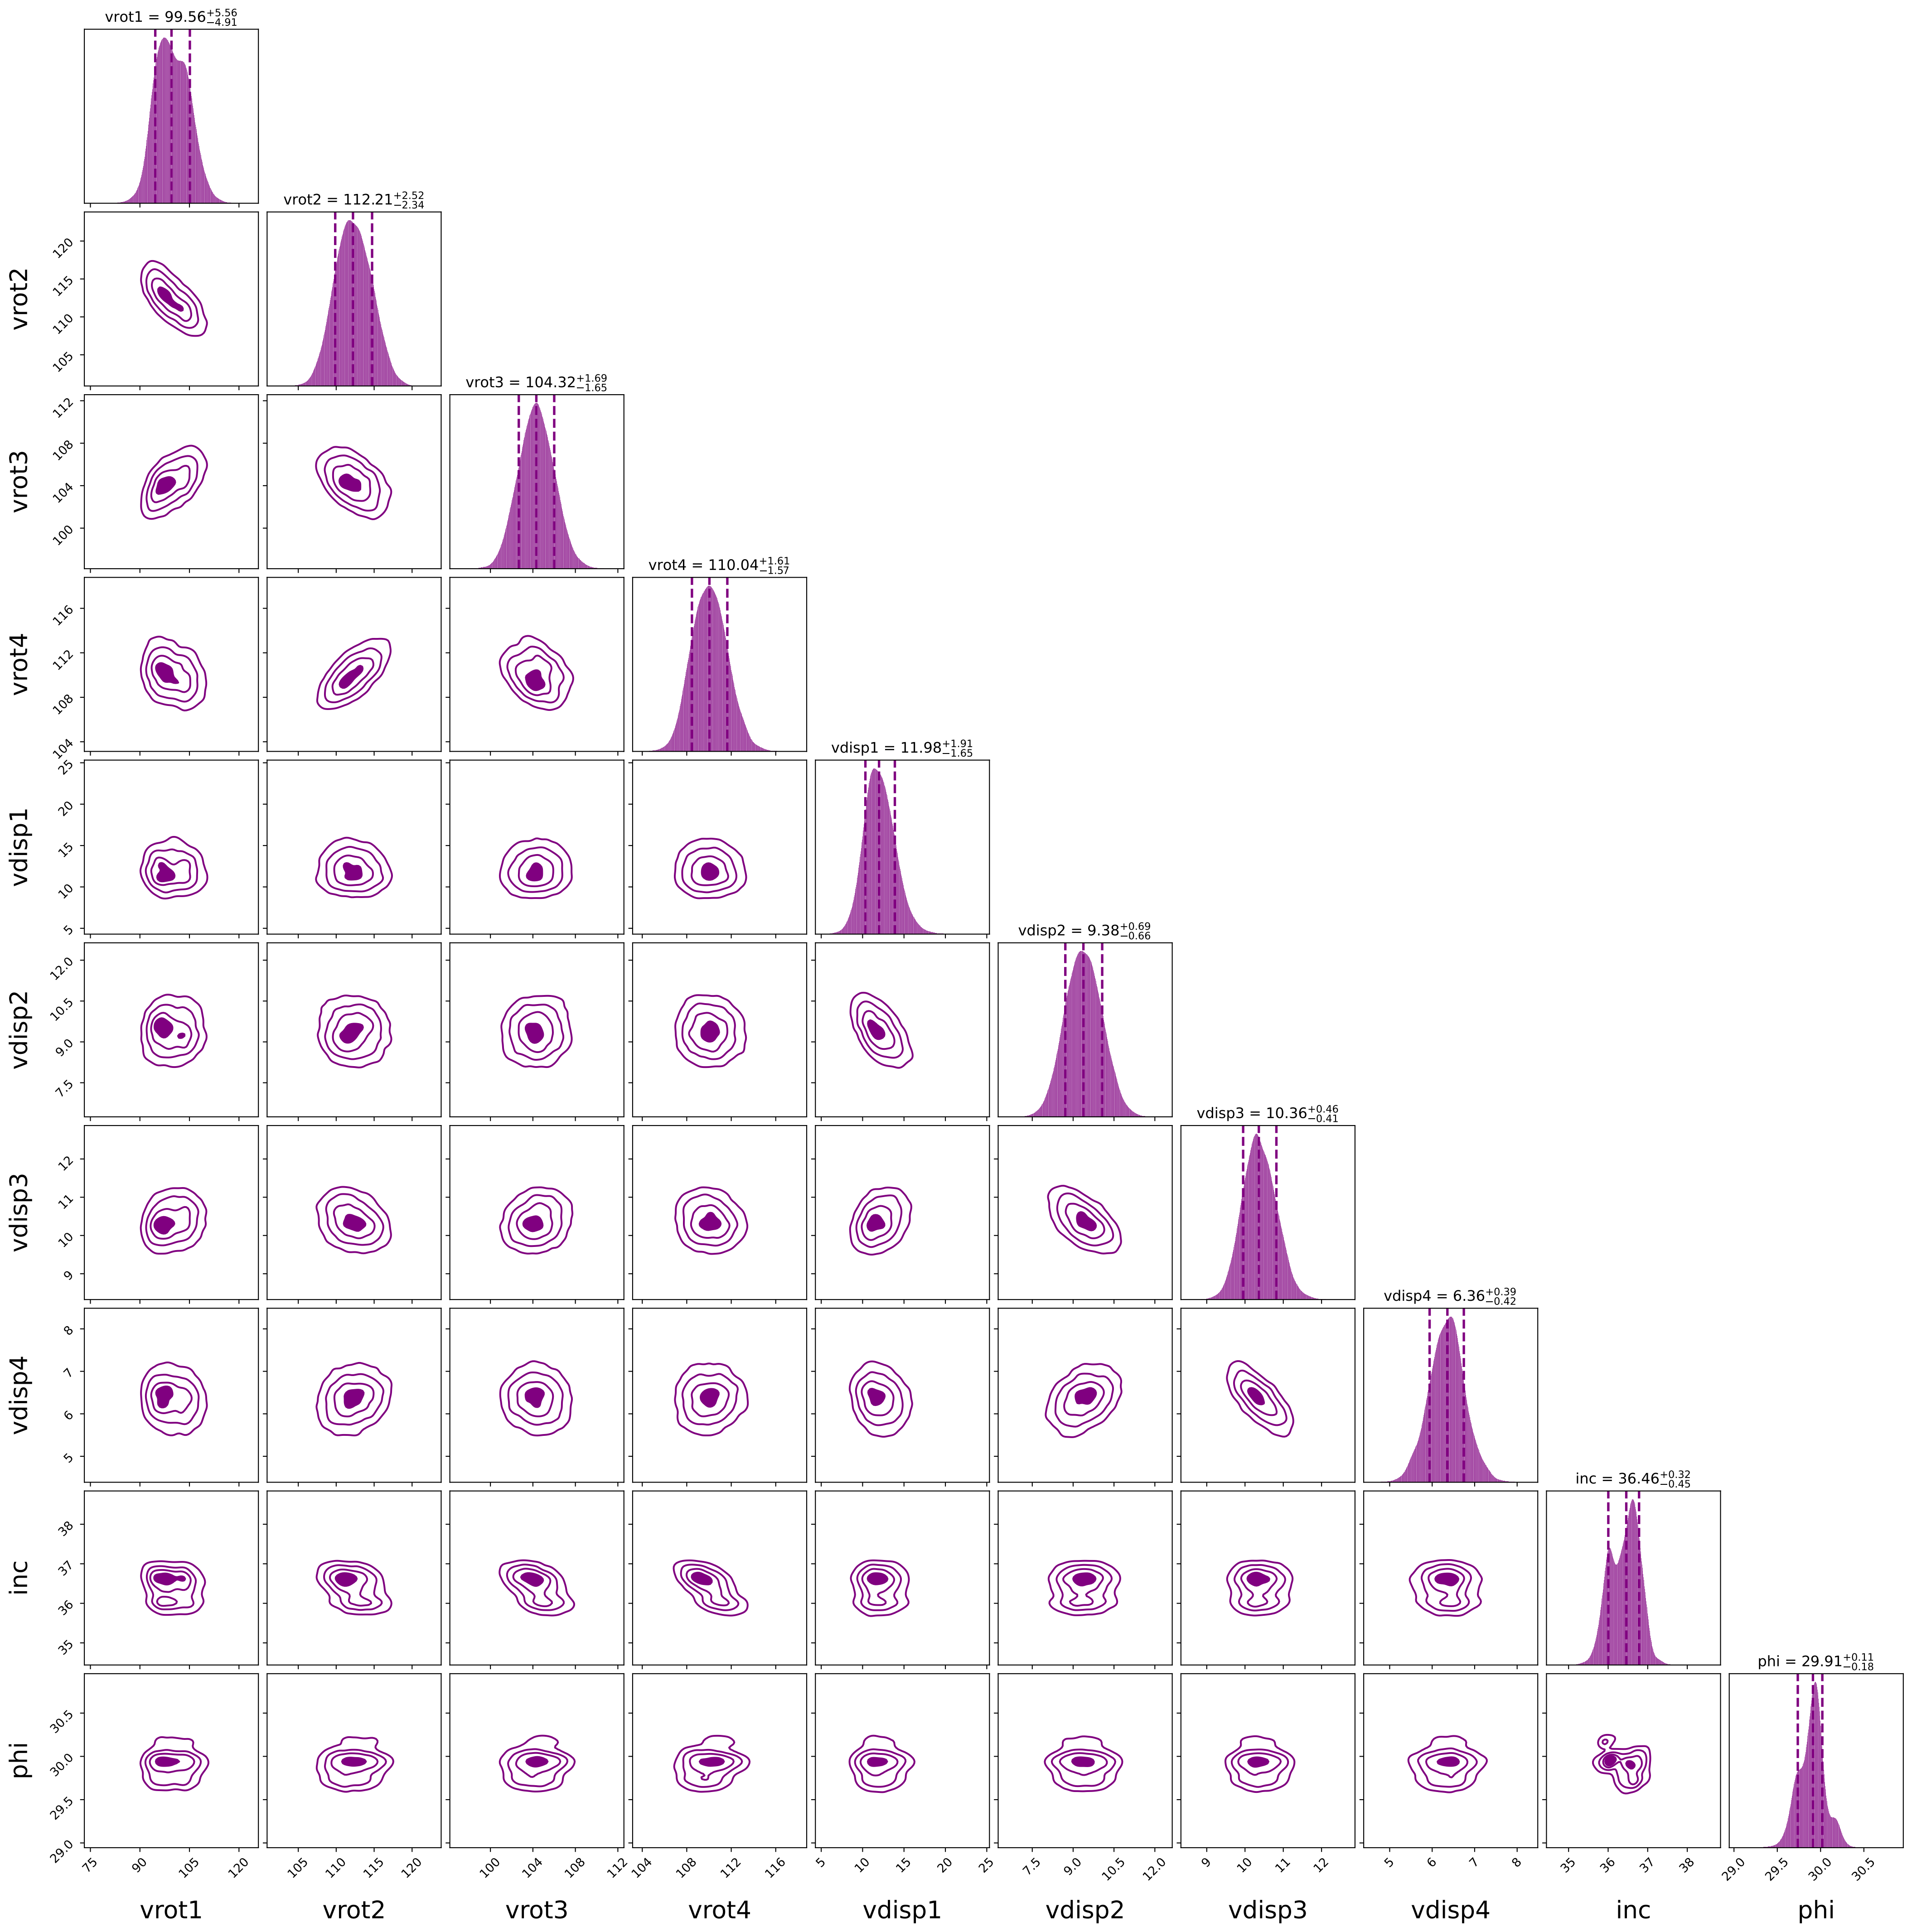 vrot1 = 99.56+5.56−4.91
vrot2 = 112.21+2.52−2.34
vrot2
120
115
110
105
vrot3 = 104.32+1.69−1.65
vrot3
112
108
104
100
vrot4 = 110.04+1.61−1.57
vrot4
116
112
108
104
vdisp1 = 11.98+1.91−1.65
vdisp1
25
20
15
10
5
vdisp2 = 9.38+0.69−0.66
vdisp2
12.0
10.5
9.0
7.5
vdisp3 = 10.36+0.46−0.41
vdisp3
12
11
10
9
vdisp4 = 6.36+0.39−0.42
vdisp4
8
7
6
5
inc = 36.46+0.32−0.45
inc
38
37
36
35
phi = 29.91+0.11−0.18
phi
30.5
30.0
29.5
29.0
75 90 105 120 105 110 115 120 100 104 108 112 104 108 112 116 5 10 15 20 25 7.5 9.0 10.5 12.0 9 10 11 12 5 6 7 8 35 36 37 38 29.0 29.5 30.0 30.5
vrot1 vrot2 vrot3 vrot4 vdisp1 vdisp2 vdisp3 vdisp4 inc phi